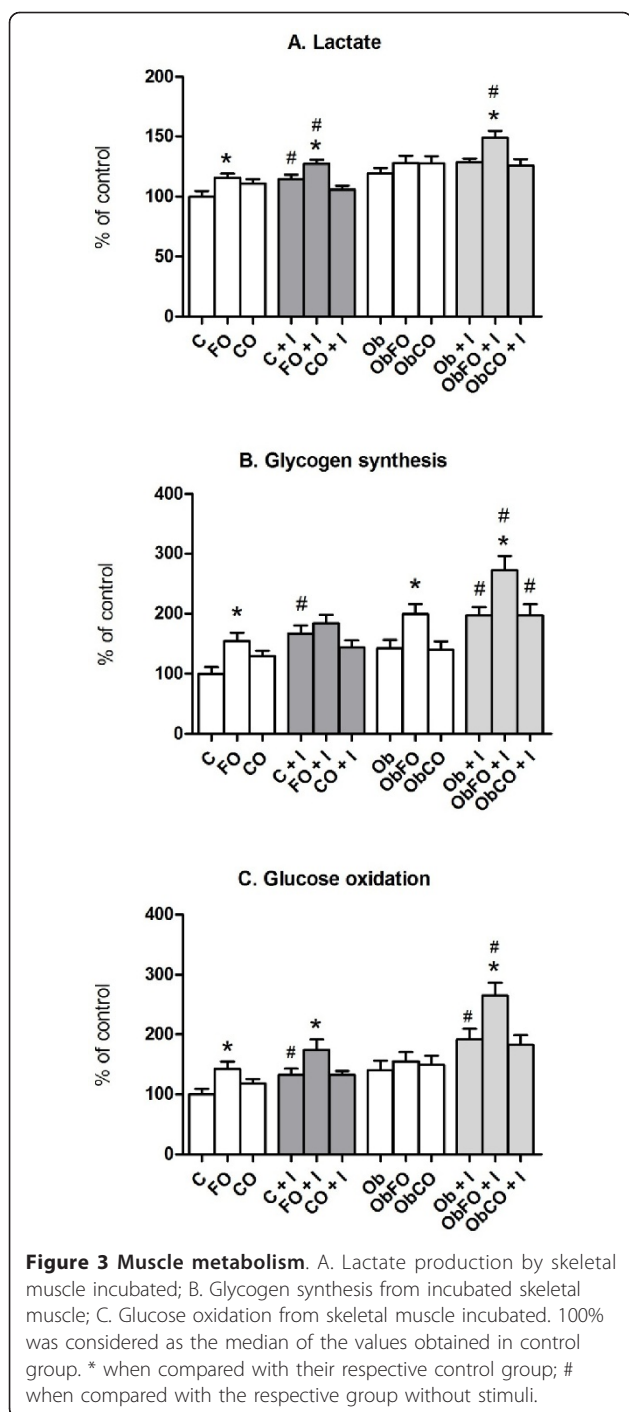 A. Lactate
% of control
200
150
100
50
0
*
#
#
*
#
*
C
FO
CO
C + I
FO + I
CO + I
Ob
ObFO
ObCO
Ob + I
ObFO + I
ObCO + I
B. Glycogen synthesis
% of control
400
300
200
100
0
*
#
*
#
#
*
#
C
FO
CO
C + I
FO + I
CO + I
Ob
ObFO
ObCO
Ob + I
ObFO + I
ObCO + I
C. Glucose oxidation
% of control
400
300
200
100
0
*
#
*
#
#
*
C
FO
CO
C + I
FO + I
CO + I
Ob
ObFO
ObCO
Ob + I
ObFO + I
ObCO + I
Figure 3 Muscle metabolism. A. Lactate production by skeletal
muscle incubated; B. Glycogen synthesis from incubated skeletal
muscle; C. Glucose oxidation from skeletal muscle incubated. 100%
was considered as the median of the values obtained in control
group. * when compared with their respective control group; #
when compared with the respective group without stimuli.